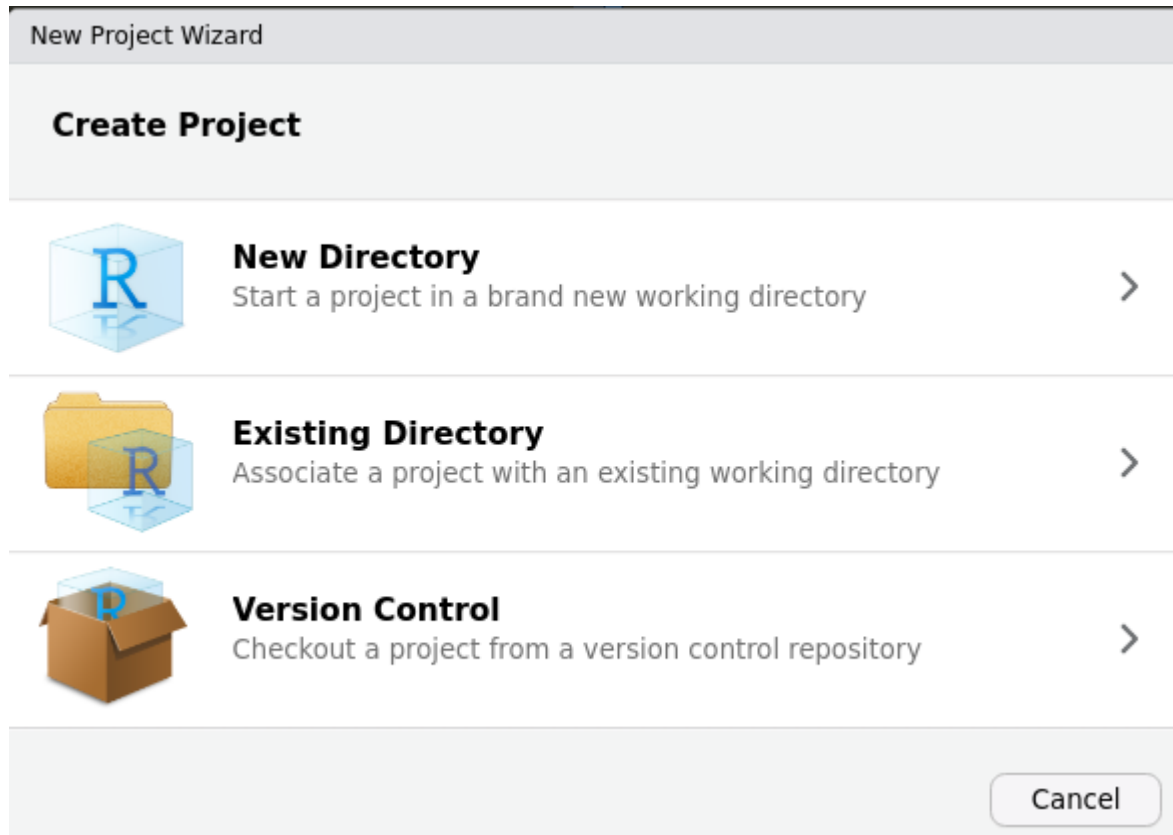 New Project Wizard
Create Project
R
New Directory
Start a project in a brand new working directory
R
Existing Directory
Associate a project with an existing working directory
R
Version Control
Checkout a project from a version control repository
Cancel